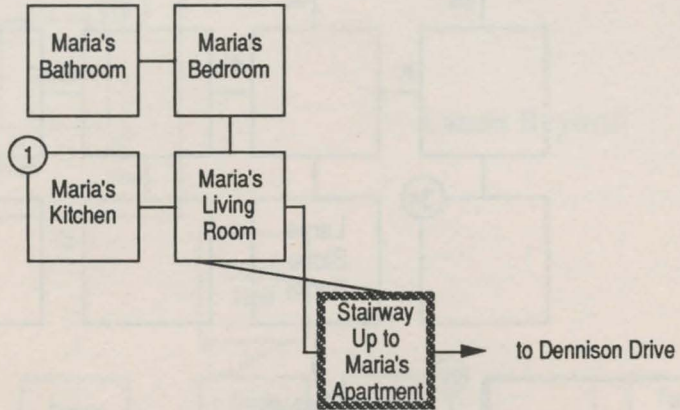 Maria's
Bathroom
Maria's
Bedroom
1
Maria's
Kitchen
Maria's
Living
Room
Stairway
Up to
Maria's
Apartment
to Dennison Drive